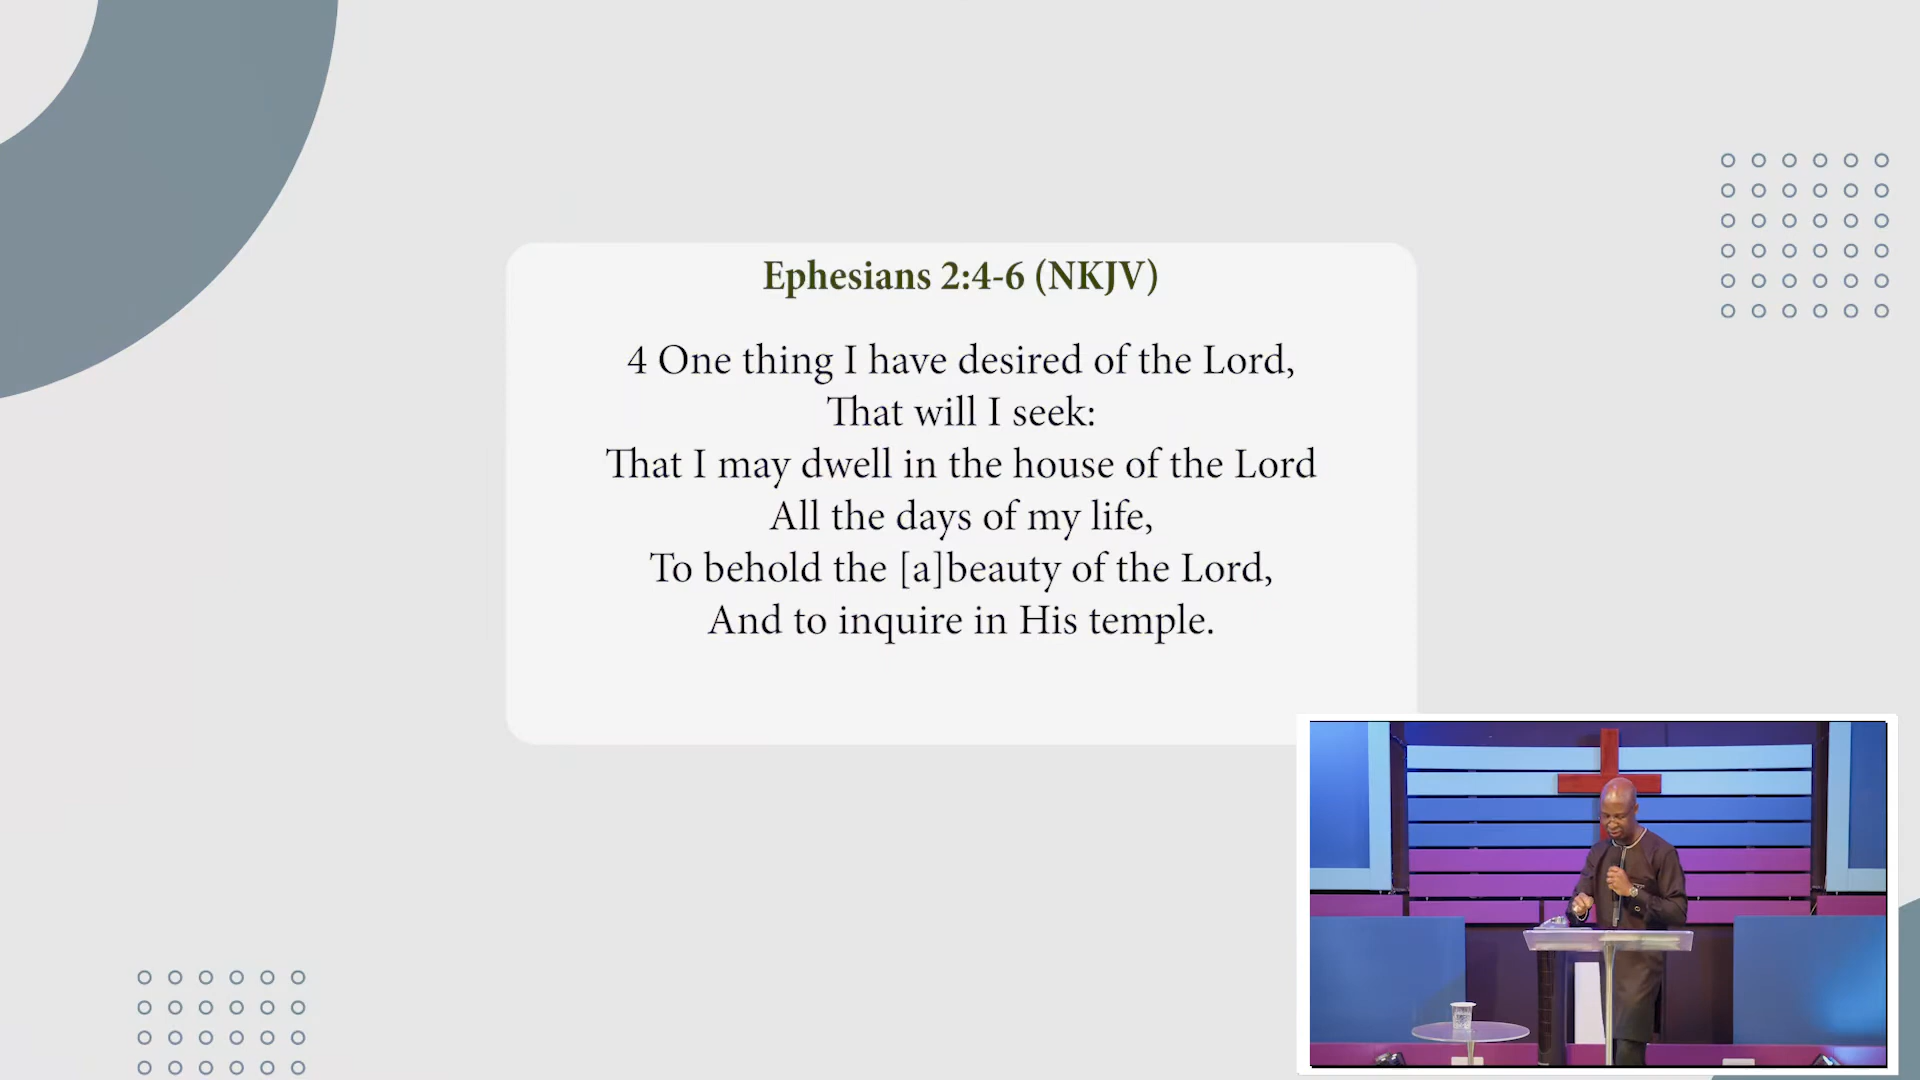 Ephesians 2:4-6 (NKJV)
4 One thing I have desired of the Lord,
That will I seek:
That I may dwell in the house of the Lord
All the days of my life,
To behold the [a]beauty of the Lord,
And to inquire in His temple.